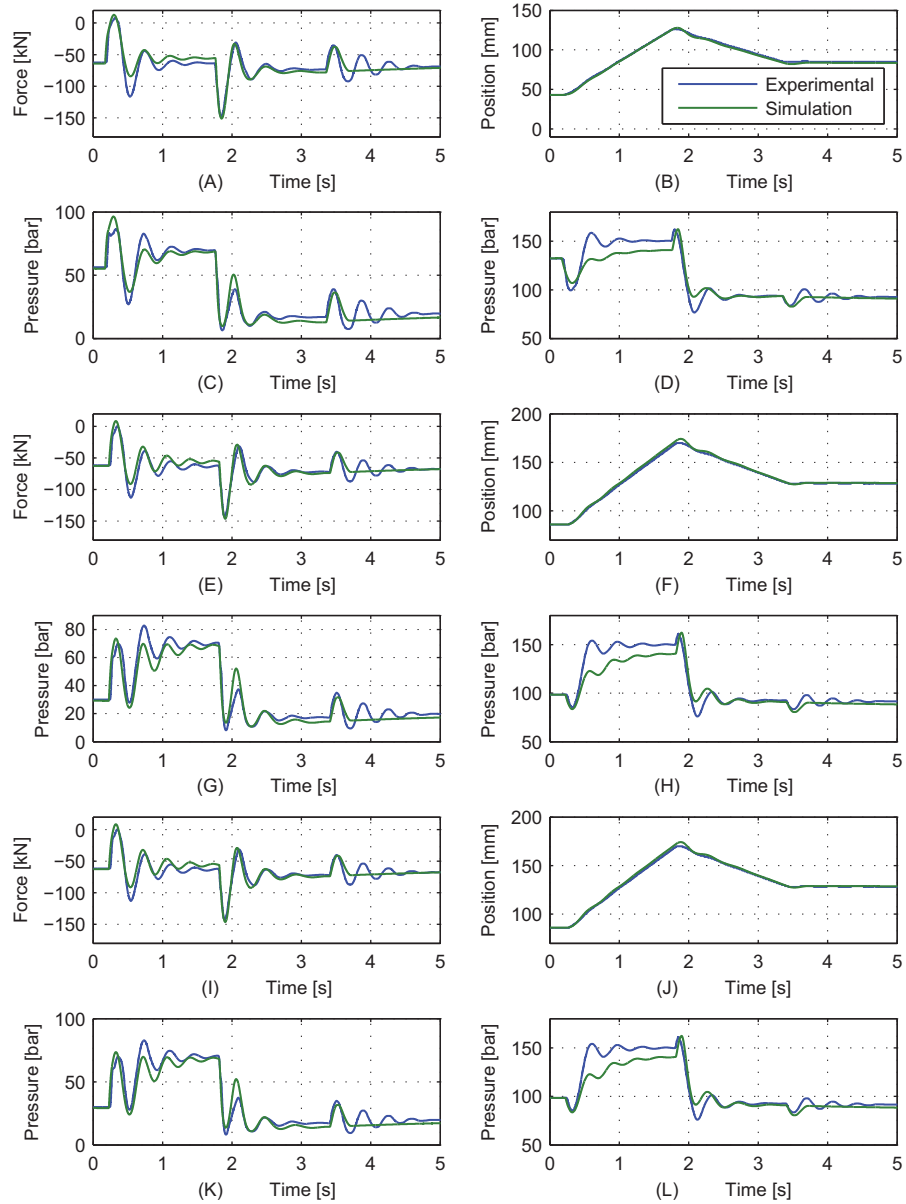 Force [kN]
0
−50
−100
−150
0 1 2 3 4 5
(A) Time [s]
Position [mm]
150
100
50
0
Experimental
Simulation
0 1 2 3 4 5
(B) Time [s]
Pressure [bar]
100
50
0
0 1 2 3 4 5
(C) Time [s]
Pressure [bar]
150
100
50
0 1 2 3 4 5
(D) Time [s]
Force [kN]
0
−50
−100
−150
0 1 2 3 4 5
(E) Time [s]
Position [mm]
200
150
100
0 1 2 3 4 5
(F) Time [s]
Pressure [bar]
80
60
40
20
0
0 1 2 3 4 5
(G) Time [s]
Pressure [bar]
150
100
50
0 1 2 3 4 5
(H) Time [s]
Force [kN]
0
−50
−100
−150
0 1 2 3 4 5
(I) Time [s]
Position [mm]
200
150
100
0 1 2 3 4 5
(J) Time [s]
Pressure [bar]
100
50
0
0 1 2 3 4 5
(K) Time [s]
Pressure [bar]
150
100
50
0 1 2 3 4 5
(L) Time [s]